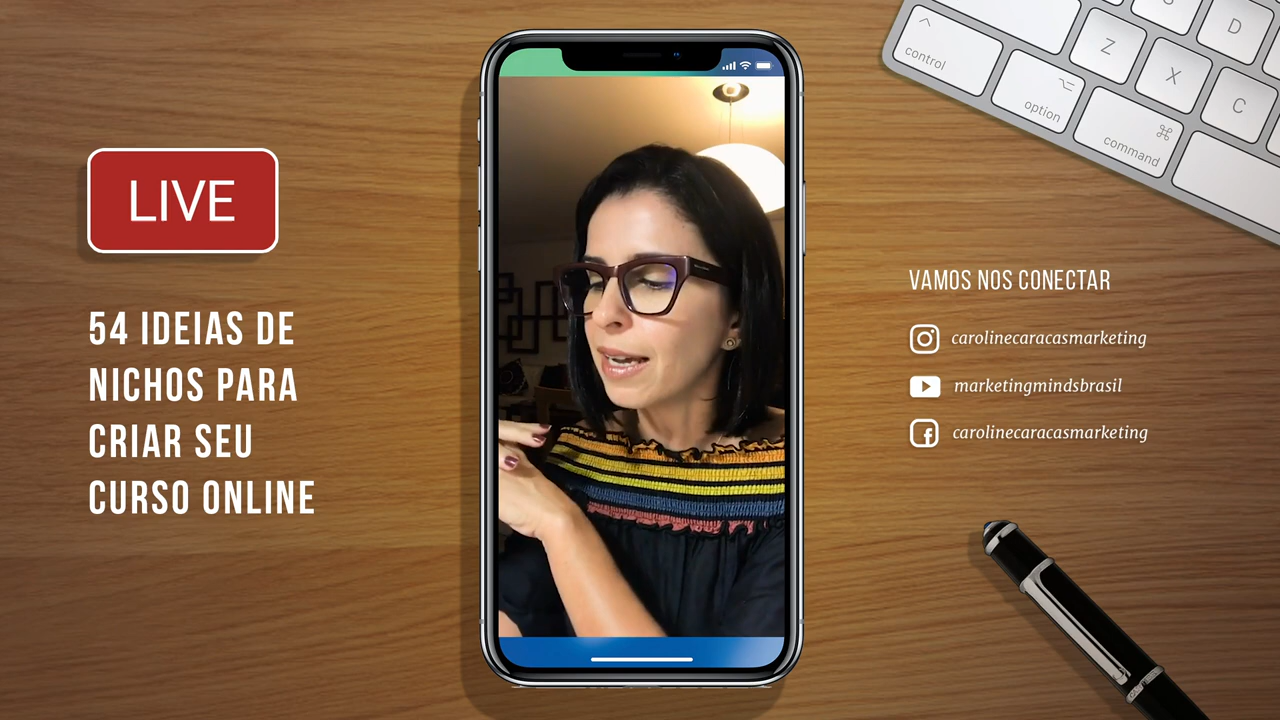 LIVE
54 IDEIAS DE
NICHOS PARA
CRIAR SEU
CURSO ONLINE
VAMOS NOS CONECTAR
carolinecaracasmarketing
marketingmindsbrasil
carolinecaracasmarketing
control
option
command
Z
X
C
S
D